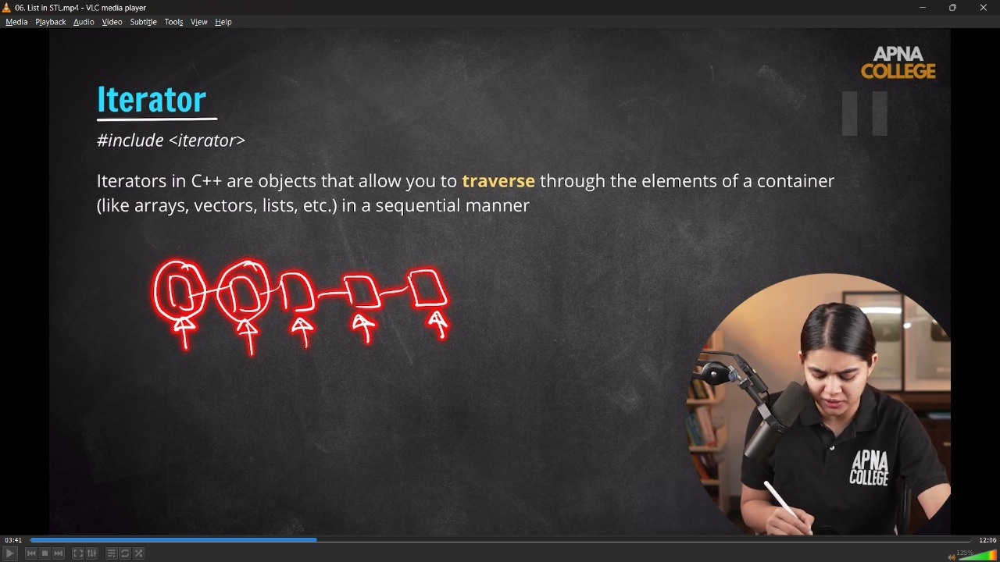 06. List in STL.mp4 - VLC media player
Media Playback Audio Video Subtitle Tools View Help
APNA
COLLEGE
Iterator
#include <iterator>
Iterators in C++ are objects that allow you to traverse through the elements of a container
(like arrays, vectors, lists, etc.) in a sequential manner
APNA
COLLEGE
03:41
12:06
125%